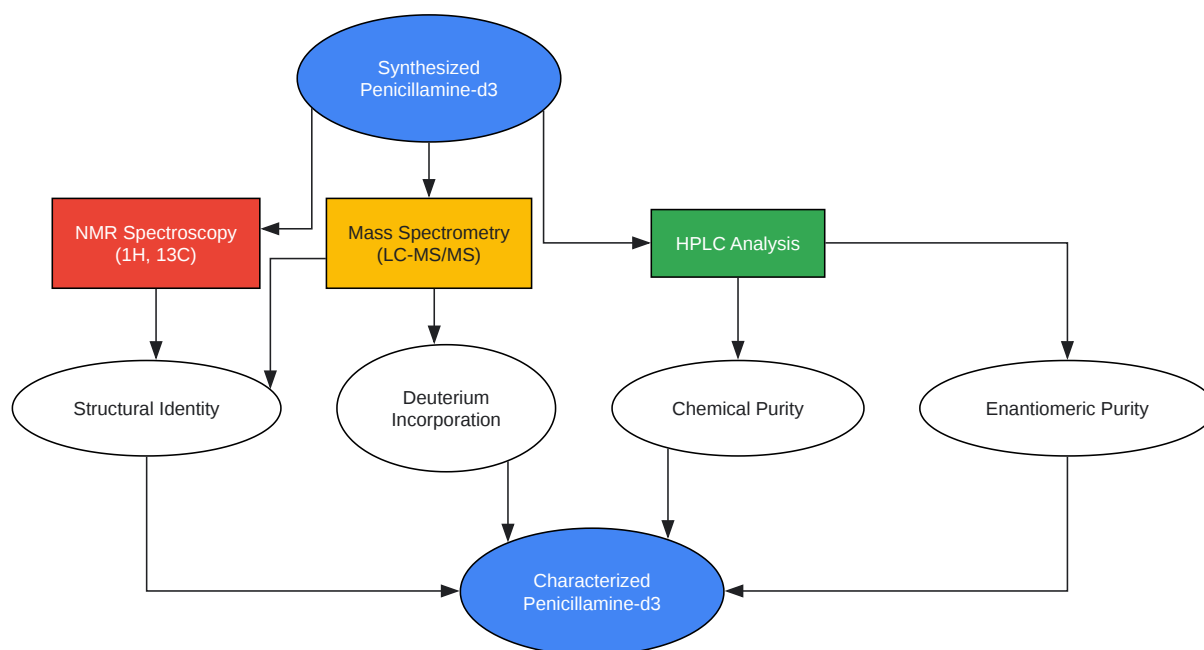 Synthesized
Penicillamine-d3
NMR Spectroscopy
(1H, 13C)
Mass Spectrometry
(LC-MS/MS)
HPLC Analysis
Structural Identity
Deuterium
Incorporation
Chemical Purity
Enantiomeric Purity
Characterized
Penicillamine-d3